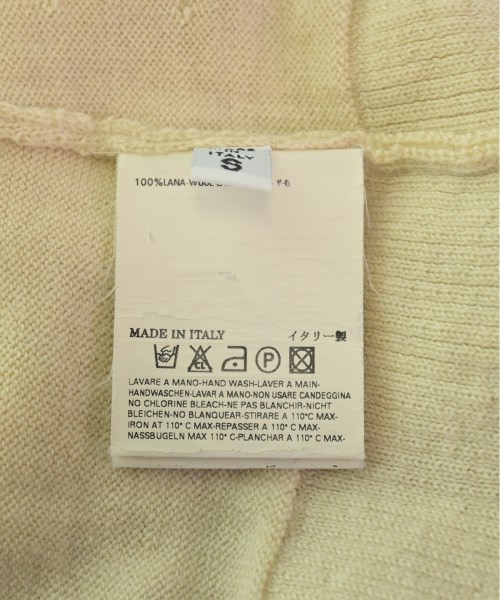 ITALY
S
100%LANA-WOOL
MADE IN ITALY イタリー製
CL P
LAVARE A MANO-HAND WASH-LAVER A MAIN-
HANDWASCHEN-LAVAR A MANO-NON USARE CANDEGGINA
NO CHLORINE BLEACH-NE PAS BLANCHIR-NICHT
BLEICHEN-NO BLANQUEAR-STIRARE A 110°C MAX-
IRON AT 110° C MAX-REPASSER A 110° C MAX-
NASSBUGELN MAX 110° C-PLANCHAR A 110° C MAX-